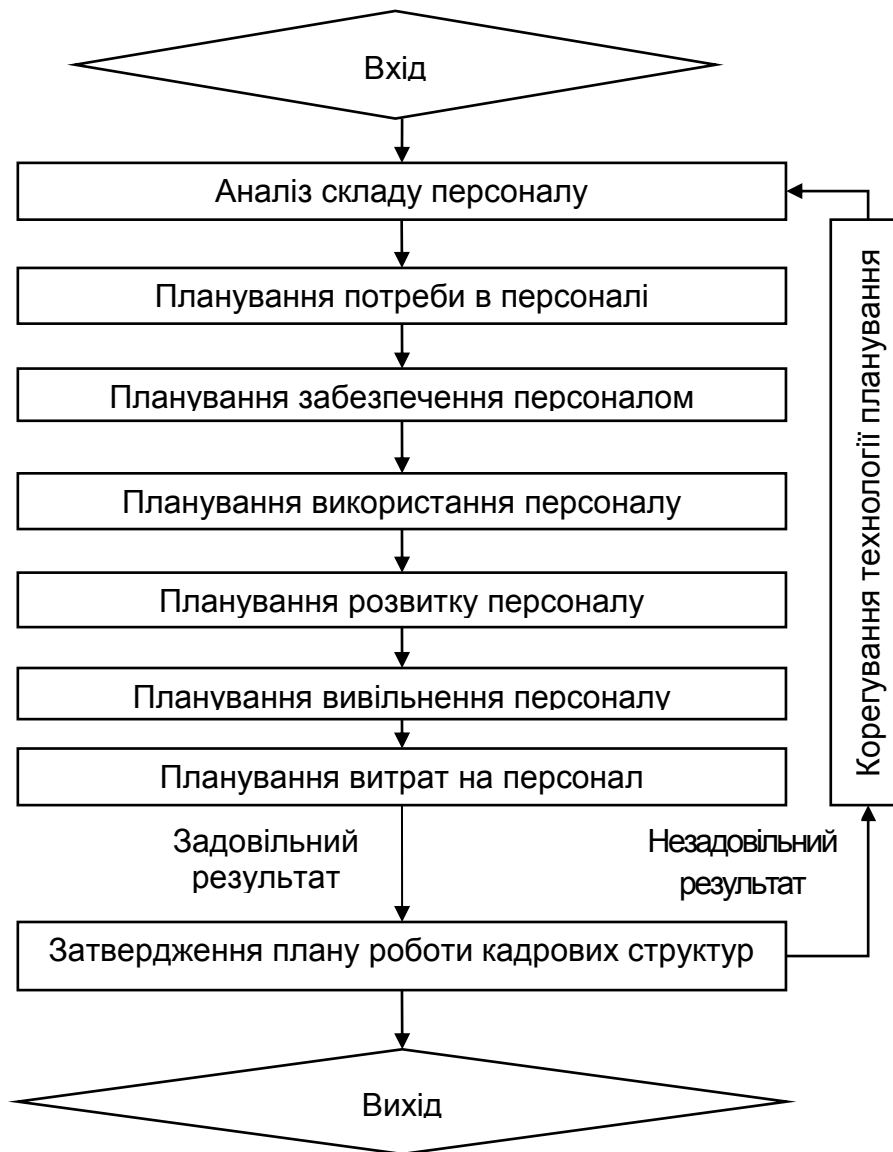 Вхід
Аналіз складу персоналу
Планування потреби в персоналі
Планування забезпечення персоналом
Планування використання персоналу
Планування розвитку персоналу
Планування вивільнення персоналу
Планування витрат на персонал
Задовільний
результат
Незадовільний
результат
Затвердження плану роботи кадрових структур
Вихід
Корегування технології планування